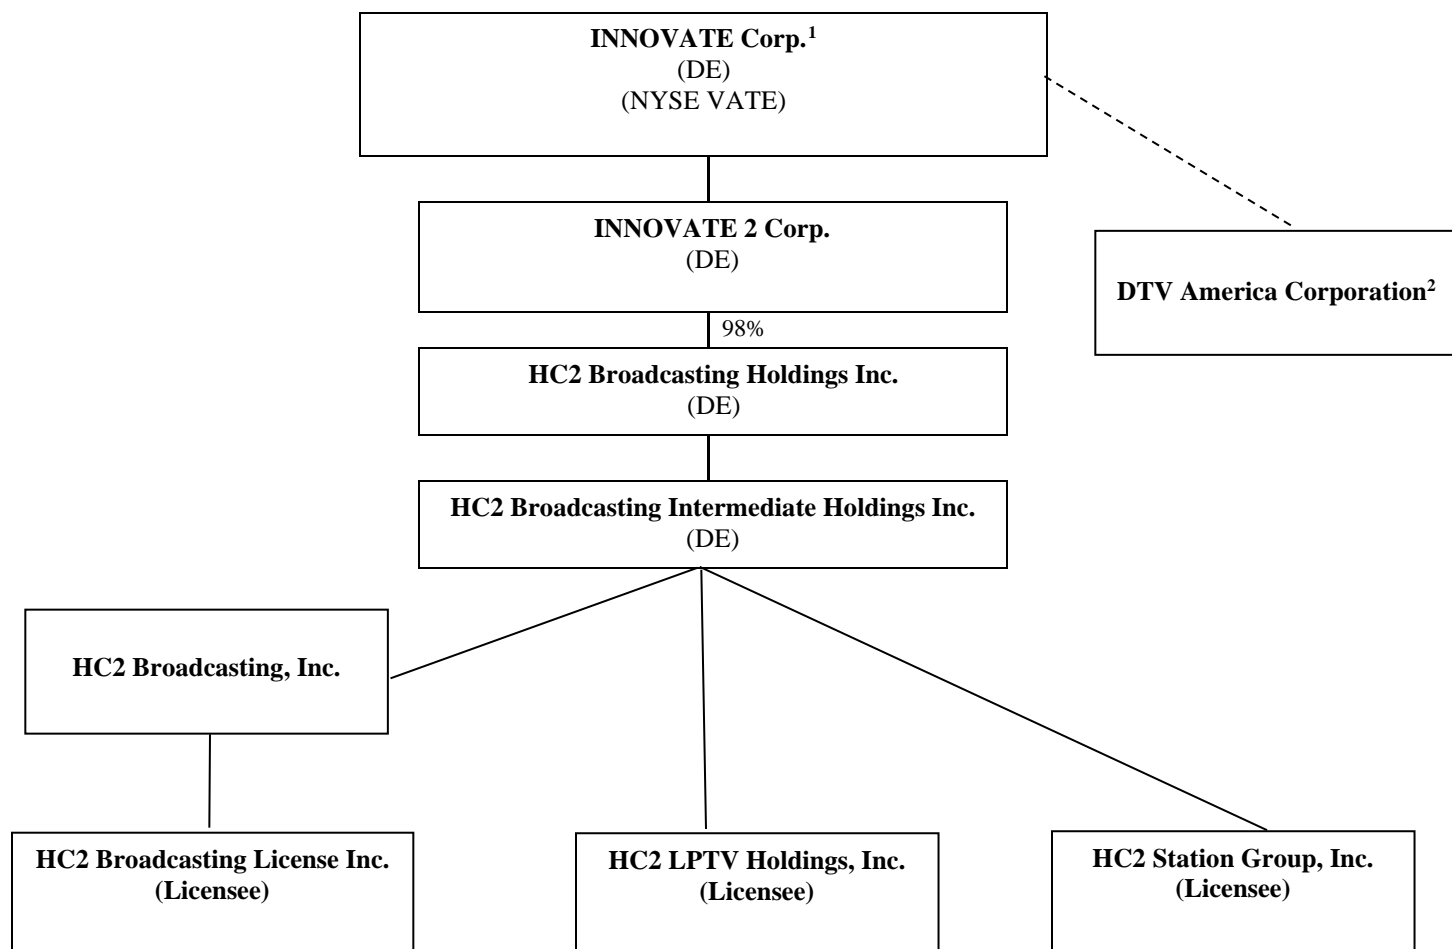 INNOVATE Corp.¹
(DE)
(NYSE VATE)
INNOVATE 2 Corp.
(DE)
DTV America Corporation²
98%
HC2 Broadcasting Holdings Inc.
(DE)
HC2 Broadcasting Intermediate Holdings Inc.
(DE)
HC2 Broadcasting, Inc.
HC2 Broadcasting License Inc.
(Licensee)
HC2 LPTV Holdings, Inc.
(Licensee)
HC2 Station Group, Inc.
(Licensee)